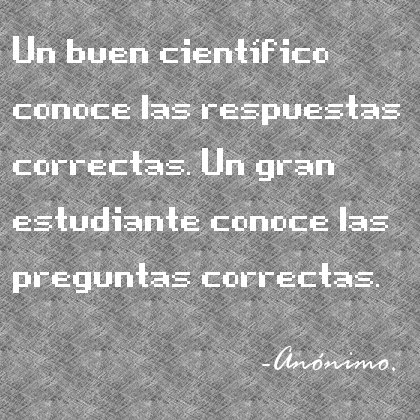 Un buen científico
conoce las respuestas
correctas. Un gran
estudiante conoce las
preguntas correctas.
-Anónimo.